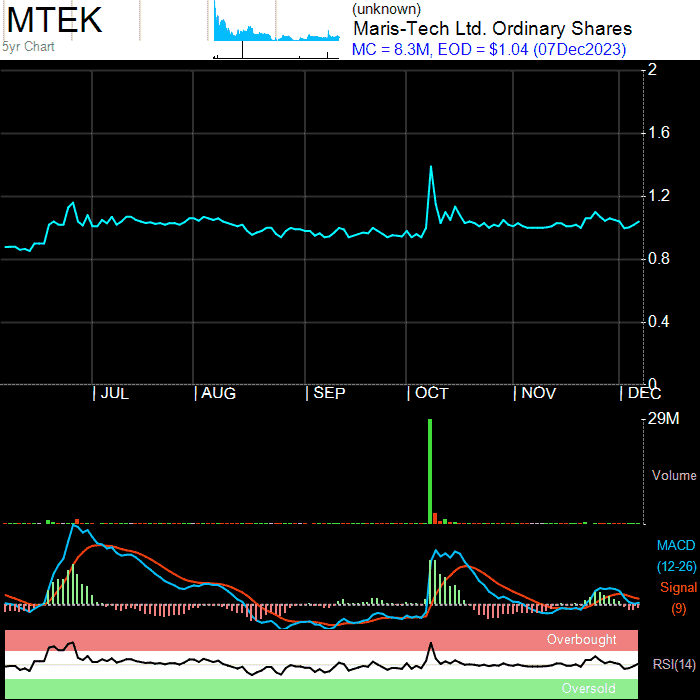 MTEK
5yr Chart
(unknown)
Maris-Tech Ltd. Ordinary Shares
MC = 8.3M, EOD = $1.04 (07Dec2023)
2
1.6
1.2
0.8
0.4
0
JUL
AUG
SEP
OCT
NOV
DEC
29M
Volume
MACD
(12-26)
Signal
(9)
Overbought
RSI(14)
Oversold